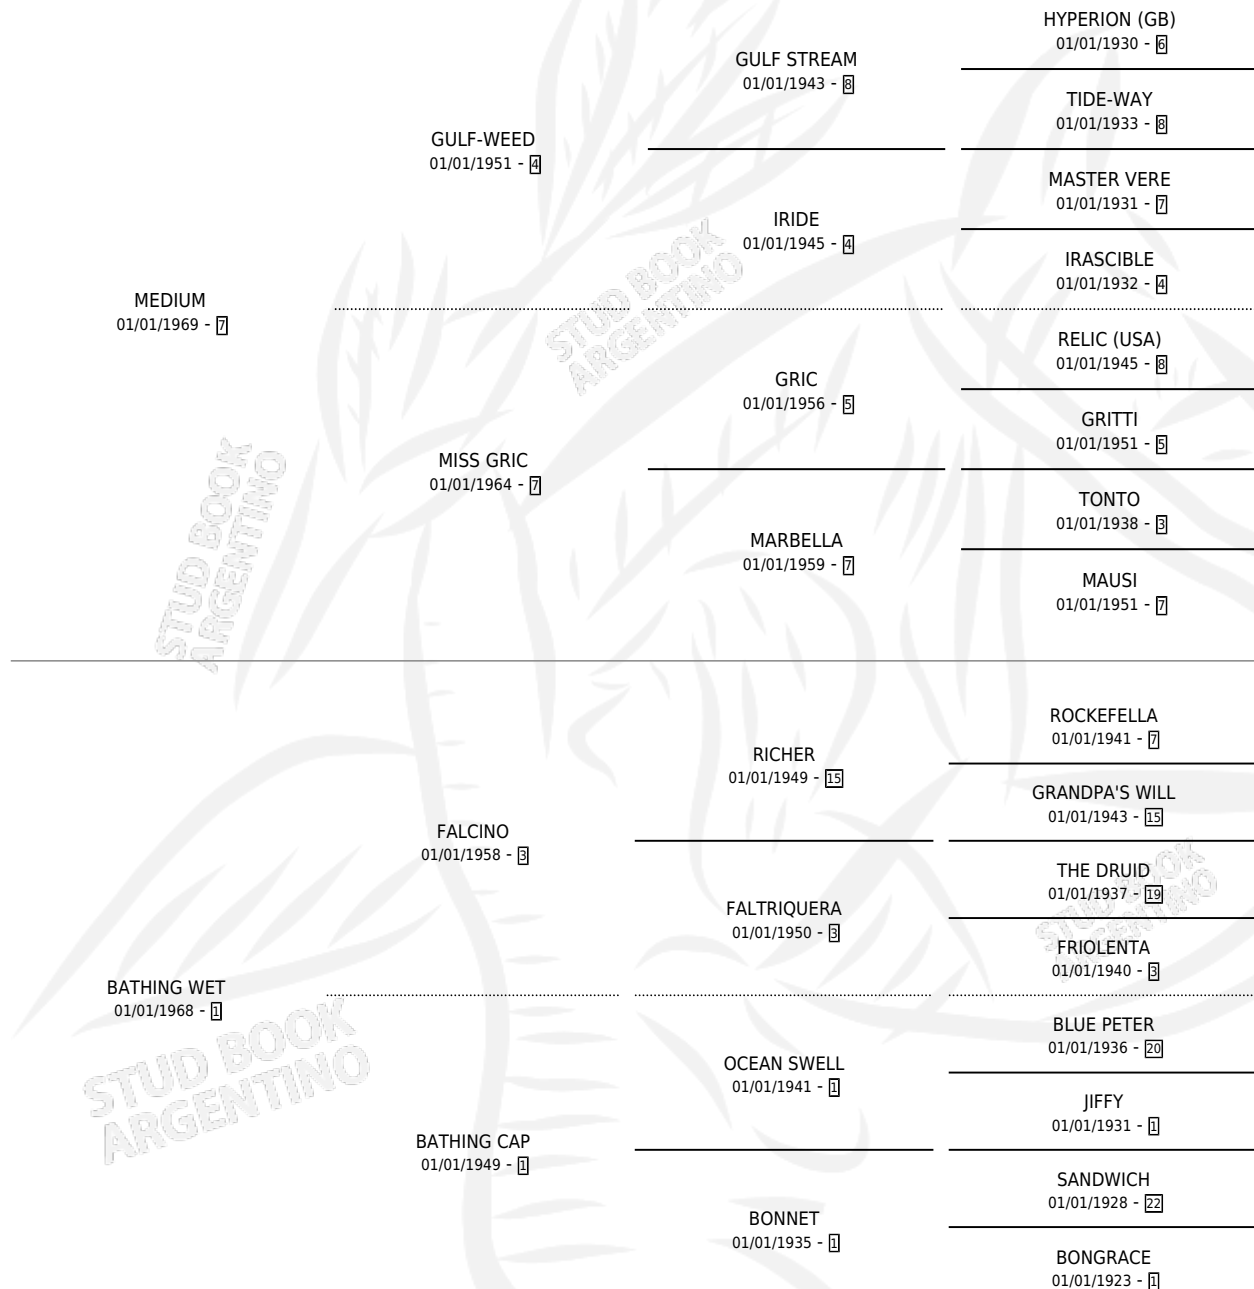 HYPERION (GB)
01/01/1930 - 6
GULF STREAM
01/01/1943 - 8
TIDE-WAY
01/01/1933 - 8
GULF-WEED
01/01/1951 - 4
MASTER VERE
01/01/1931 - 7
IRIDE
01/01/1945 - 4
IRASCIBLE
01/01/1932 - 4
MEDIUM
01/01/1969 - 7
RELIC (USA)
01/01/1945 - 8
GRIC
01/01/1956 - 5
GRITTI
01/01/1951 - 5
MISS GRIC
01/01/1964 - 7
TONTO
01/01/1938 - 3
MARBELLA
01/01/1959 - 7
MAUSI
01/01/1951 - 7
STUD BOOK
ARGENTINO
STUD BOOK
ARGENTINO
ROCKEFELLA
01/01/1941 - 7
RICHER
01/01/1949 - 15
GRANDPA'S WILL
01/01/1943 - 15
FALCINO
01/01/1958 - 3
THE DRUID
01/01/1937 - 19
FALTRIQUERA
01/01/1950 - 3
FRIOLENTA
01/01/1940 - 3
BATHING WET
01/01/1968 - 1
BLUE PETER
01/01/1936 - 20
OCEAN SWELL
01/01/1941 - 1
JIFFY
01/01/1931 - 1
BATHING CAP
01/01/1949 - 1
SANDWICH
01/01/1928 - 22
BONNET
01/01/1935 - 1
BONGRACE
01/01/1923 - 1
STUD BOOK
ARGENTINO
STUD BOOK
ARGENTINO